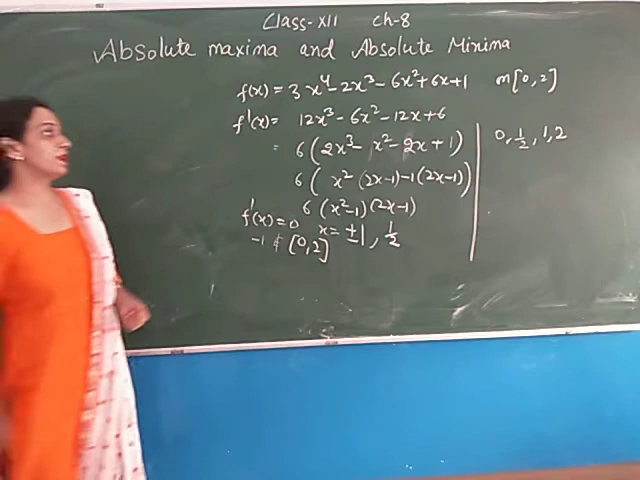 Class-XII Ch-8
Absolute maxima and Absolute Minima
f(x) = 3x⁴-2x³-6x²+6x+1 m[0,2]
f'(x) = 12x³-6x²-12x+6
= 6(2x³-x²-2x+1)
0, 1/2, 1, 2
6(x²(2x-1)-1(2x-1))
6(x²-1)(2x-1)
f'(x)=0 x=±1, 1/2
-1∉[0,2]